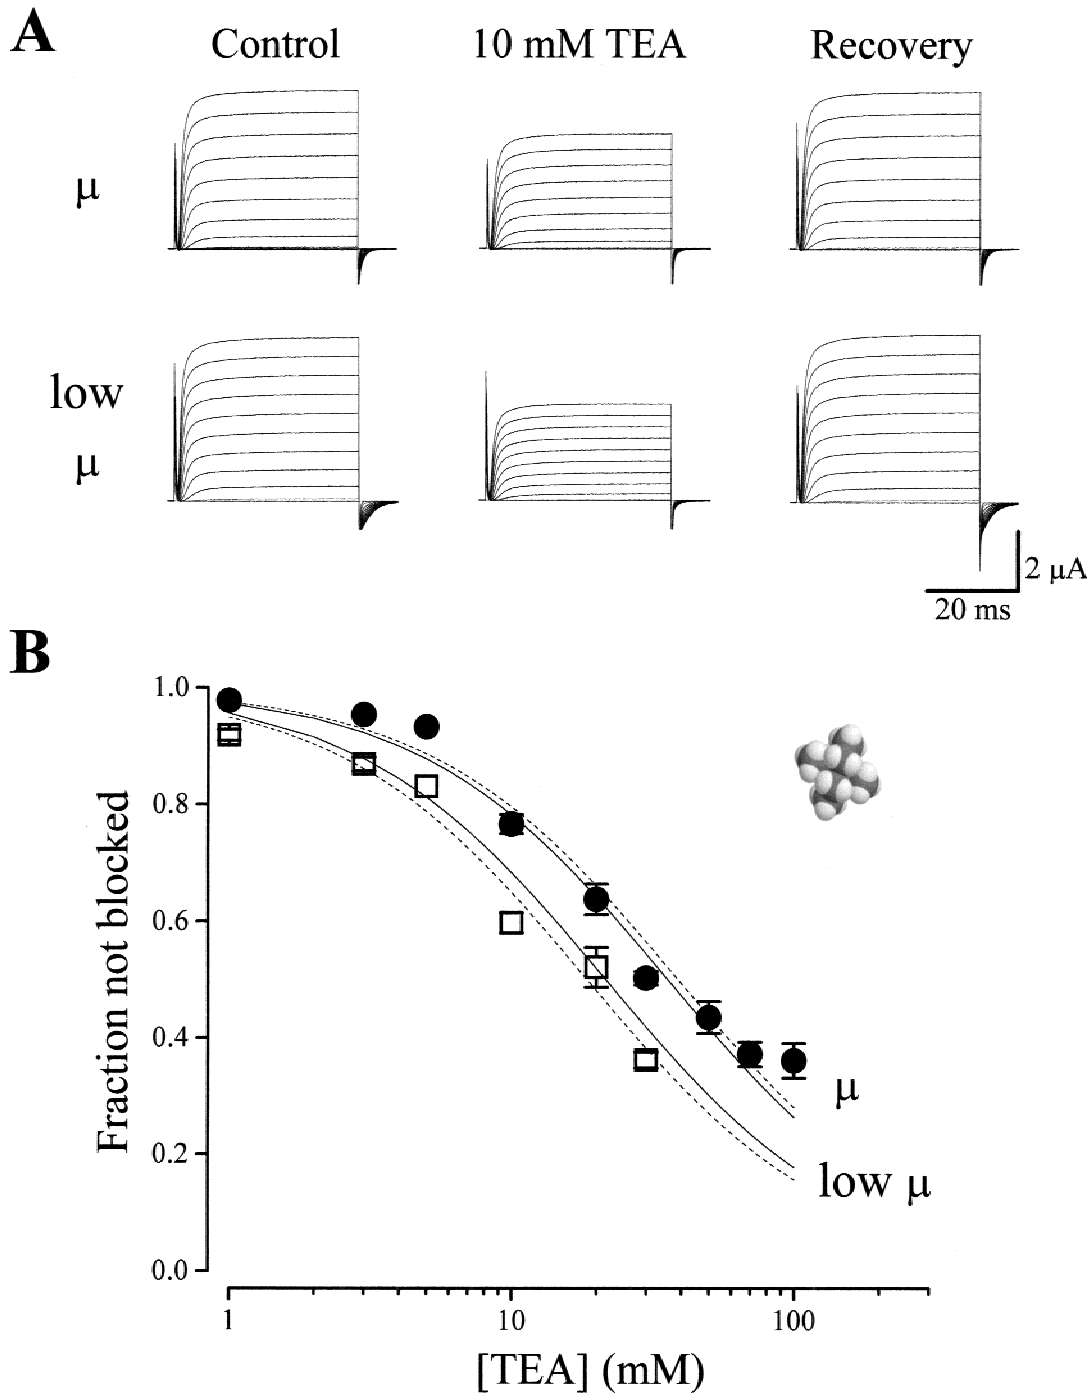 A
Control 10 mM TEA Recovery
μ
low
μ
2 μA
20 ms
B
1.0
0.8
0.6
0.4
0.2
0.0
Fraction not blocked
μ
low μ
1 10 100
[TEA] (mM)